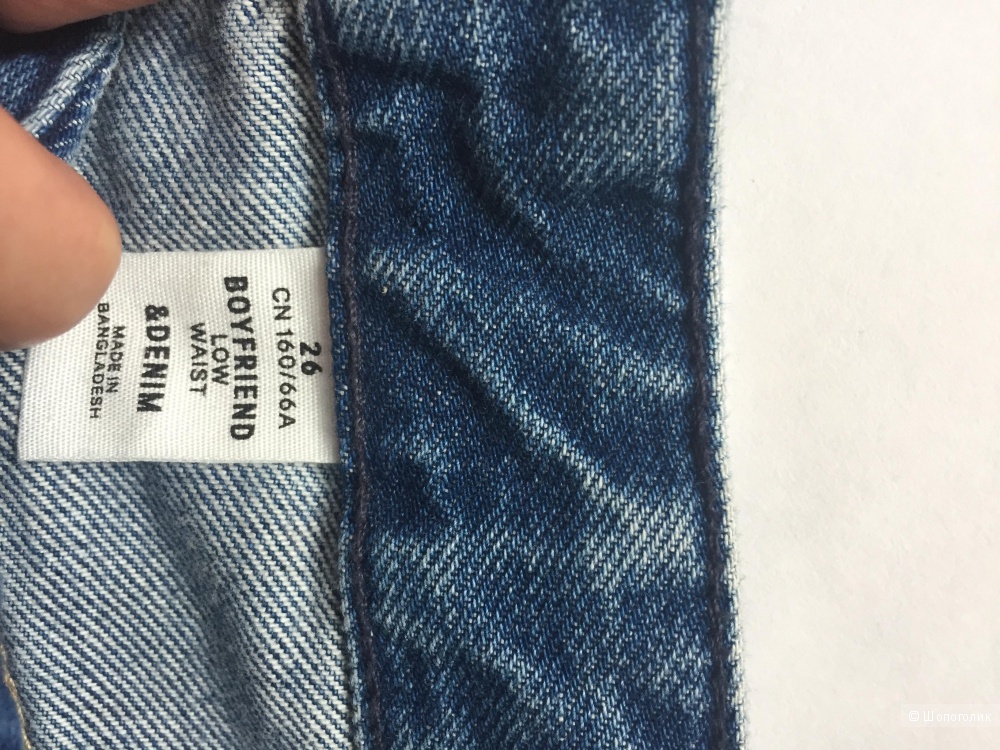 26
CN 160/66A
BOYFRIEND
LOW
WAIST
&DENIM
MADE IN
BANGLADESH
© Шопоголик